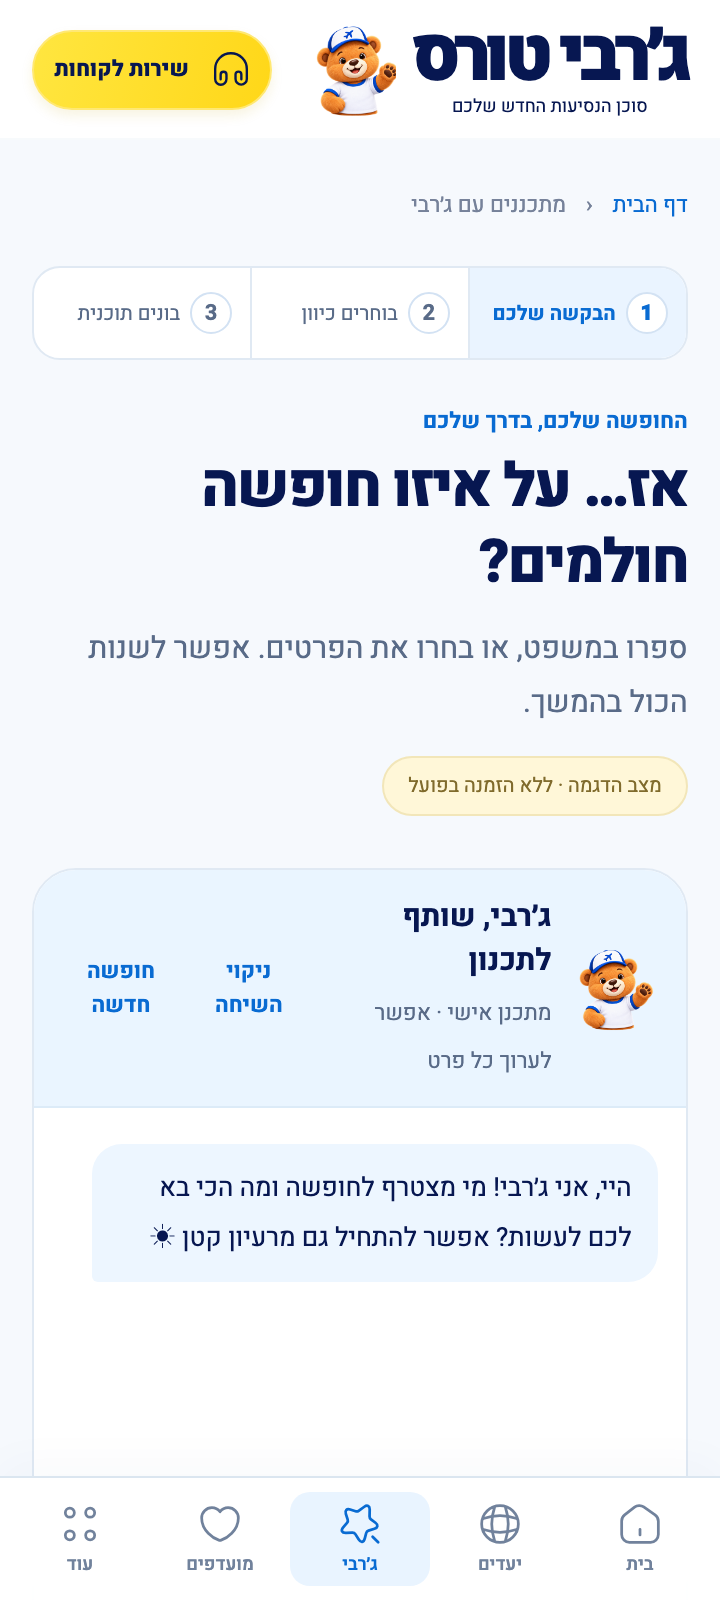 ג'רבי טורס
סוכן הנסיעות החדש שלכם
שירות לקוחות
דף הבית › מתכננים עם ג'רבי
1 הבקשה שלכם
2 בוחרים כיוון
3 בונים תוכנית
החופשה שלכם, בדרך שלכם
אז... על איזו חופשה
חולמים?
ספרו במשפט, או בחרו את הפרטים. אפשר לשנות
הכול בהמשך.
מצב הדגמה · ללא הזמנה בפועל
ג'רבי, שותף
לתכנון
מתכנן אישי · אפשר
לערוך כל פרט
ניקוי
השיחה
חופשה
חדשה
היי, אני ג'רבי! מי מצטרף לחופשה ומה הכי בא
לכם לעשות? אפשר להתחיל גם מרעיון קטן ☀
בית
יעדים
ג'רבי
מועדפים
עוד